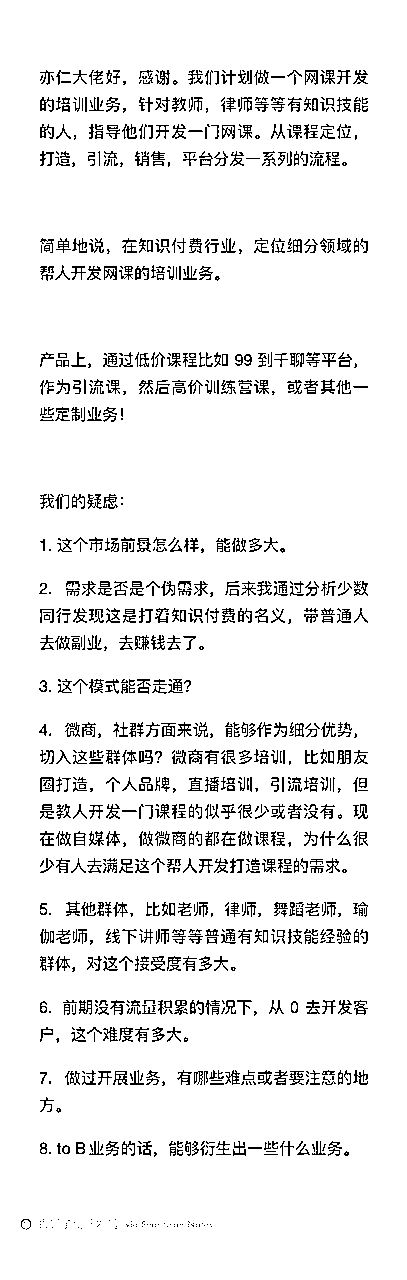 亦仁大佬好，感谢。我们计划做一个网课开发
的培训业务，针对教师，律师等等有知识技能
的人，指导他们开发一门网课。从课程定位，
打造，引流，销售，平台分发一系列的流程。
简单地说，在知识付费行业，定位细分领域的
帮人开发网课的培训业务。
产品上，通过低价课程比如 99 到千聊等平台，
作为引流课，然后高价训练营课，或者其他一
些定制业务！
我们的疑虑：
1. 这个市场前景怎么样，能做多大。
2. 需求是否是个伪需求，后来我通过分析少数
同行发现这是打着知识付费的名义，带普通人
去做副业，去赚钱去了。
3. 这个模式能否走通？
4. 微商，社群方面来说，能够作为细分优势，
切入这些群体吗？微商有很多培训，比如朋友
圈打造，个人品牌，直播培训，引流培训，但
是教人开发一门课程的似乎很少或者没有。现
在做自媒体，做微商的都在做课程，为什么很
少有人去满足这个帮人开发打造课程的需求。
5. 其他群体，比如老师，律师，舞蹈老师，瑜
伽老师，线下讲师等等普通有知识技能经验的
群体，对这个接受度有多大。
6. 前期没有流量积累的情况下，从 0 去开发客
户，这个难度有多大。
7. 做过开展业务，有哪些难点或者要注意的地
方。
8. to B 业务的话，能够衍生出一些什么业务。